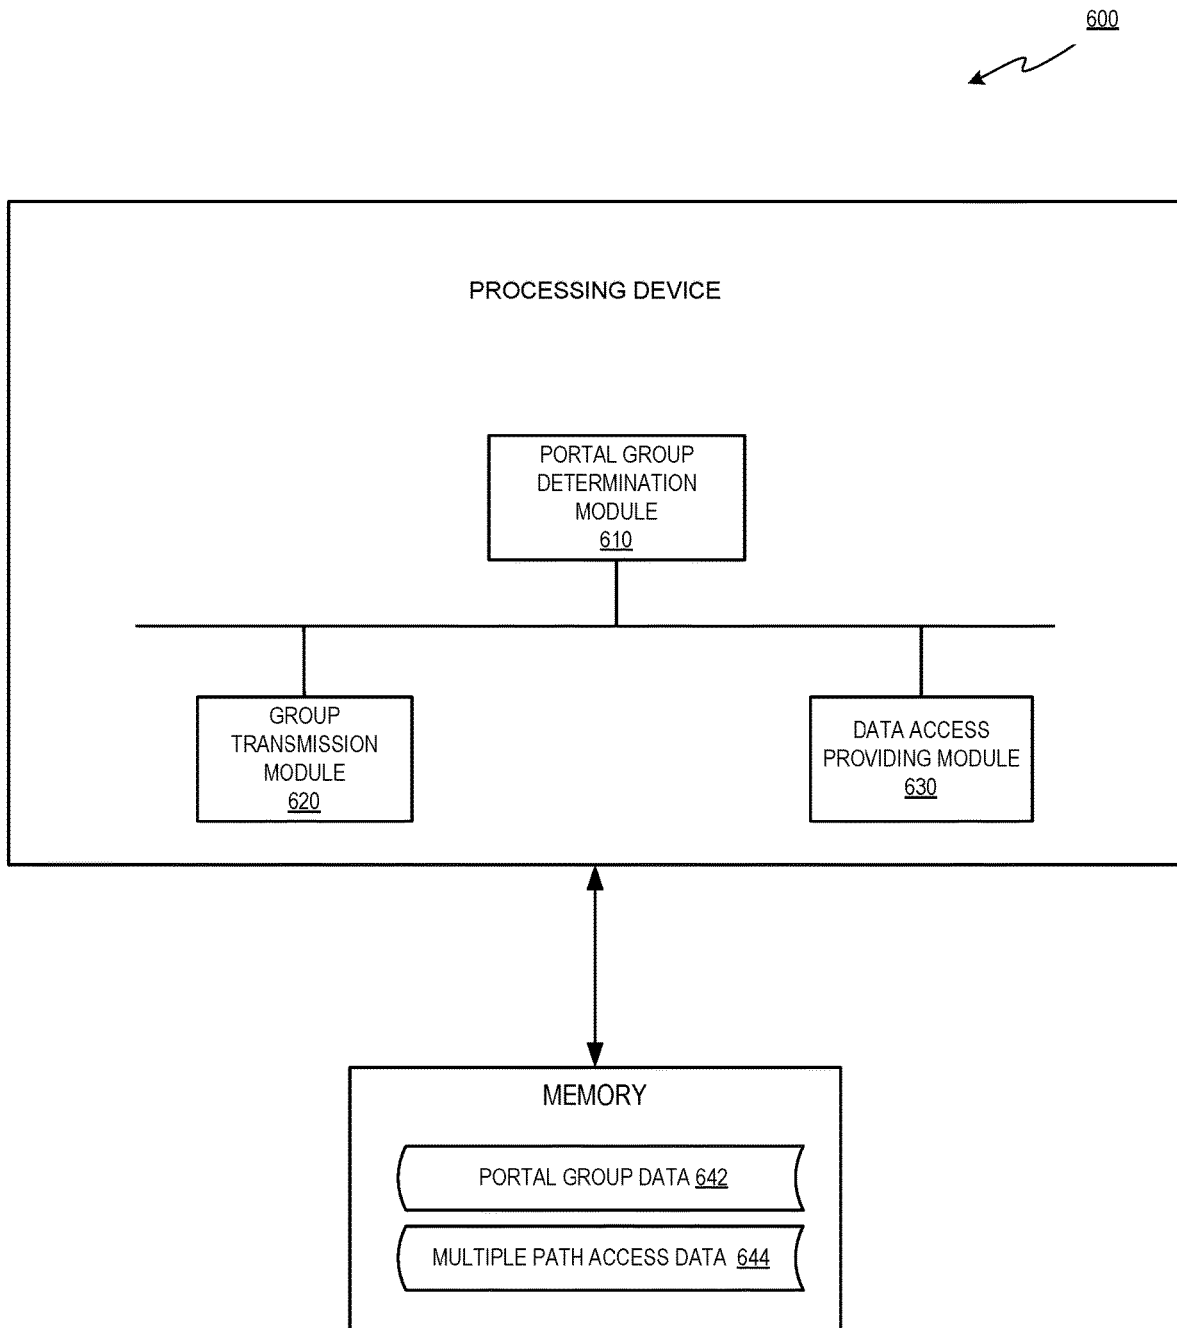 600
PROCESSING DEVICE
PORTAL GROUP
DETERMINATION
MODULE
610
GROUP
TRANSMISSION
MODULE
620
DATA ACCESS
PROVIDING MODULE
630
MEMORY
PORTAL GROUP DATA 642
MULTIPLE PATH ACCESS DATA 644